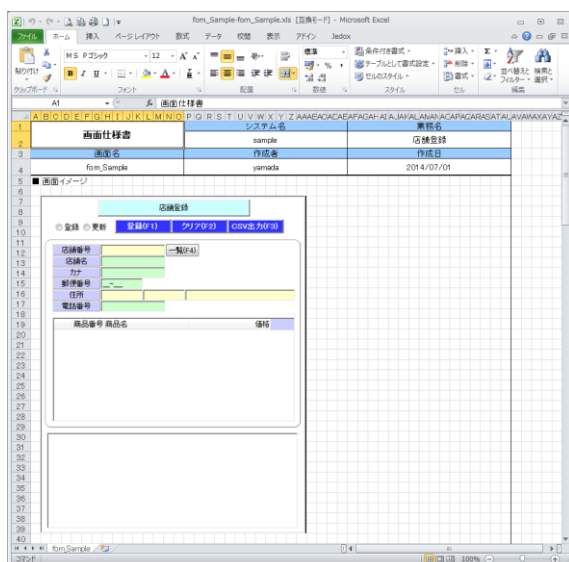 fom_Sample-fom_Sample.xls [互換モード] - Microsoft Excel
ファイル ホーム 挿入 ページ レイアウト 数式 データ 校閲 表示 アドイン Jedox
貼り付け
MS Pゴシック 12
標準
条件付き書式
テーブルとして書式設定
セルのスタイル
挿入
削除
書式
並べ替えと フィルター
検索と 選択
クリップボード フォント 配置 数値 スタイル セル 編集
A1 fx 画面仕様書
A B C D E F G H I J K L M N O P Q R S T U V W X Y Z
画面仕様書 システム名 業務名
sample 店舗登録
画面名 作成者 作成日
fom_Sample yamada 2014/07/01
■ 画面イメージ
店舗登録
登録 更新 登録(F1) クリア(F2) CSV出力(F3)
店舗番号 一覧(F4)
店舗名
カナ
郵便番号 __-__
住所
電話番号
商品番号 商品名 価格
fom_Sample
コマンド 100%